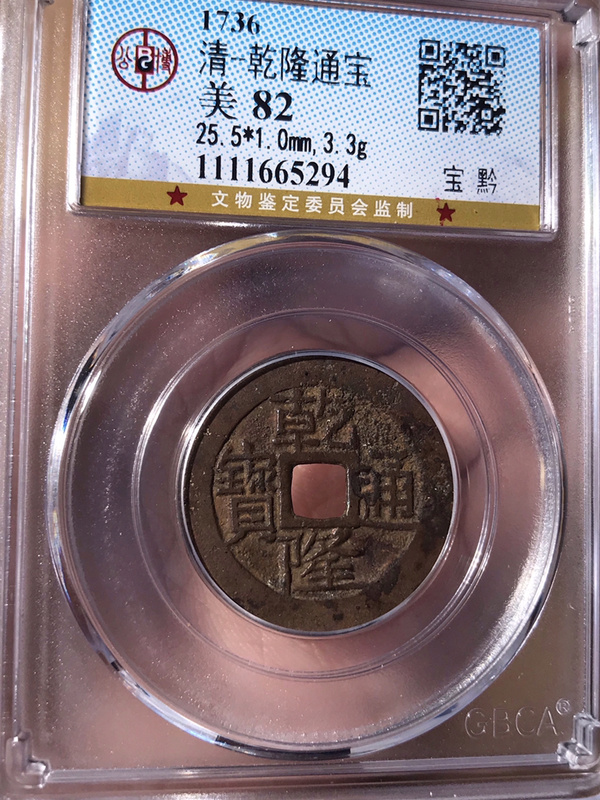 1736
清-乾隆通宝
美 82
25.5*1.0mm,3.3g
1111665294
宝 黔
文物鉴定委员会监制
乾
寶 通
隆
GBCA®